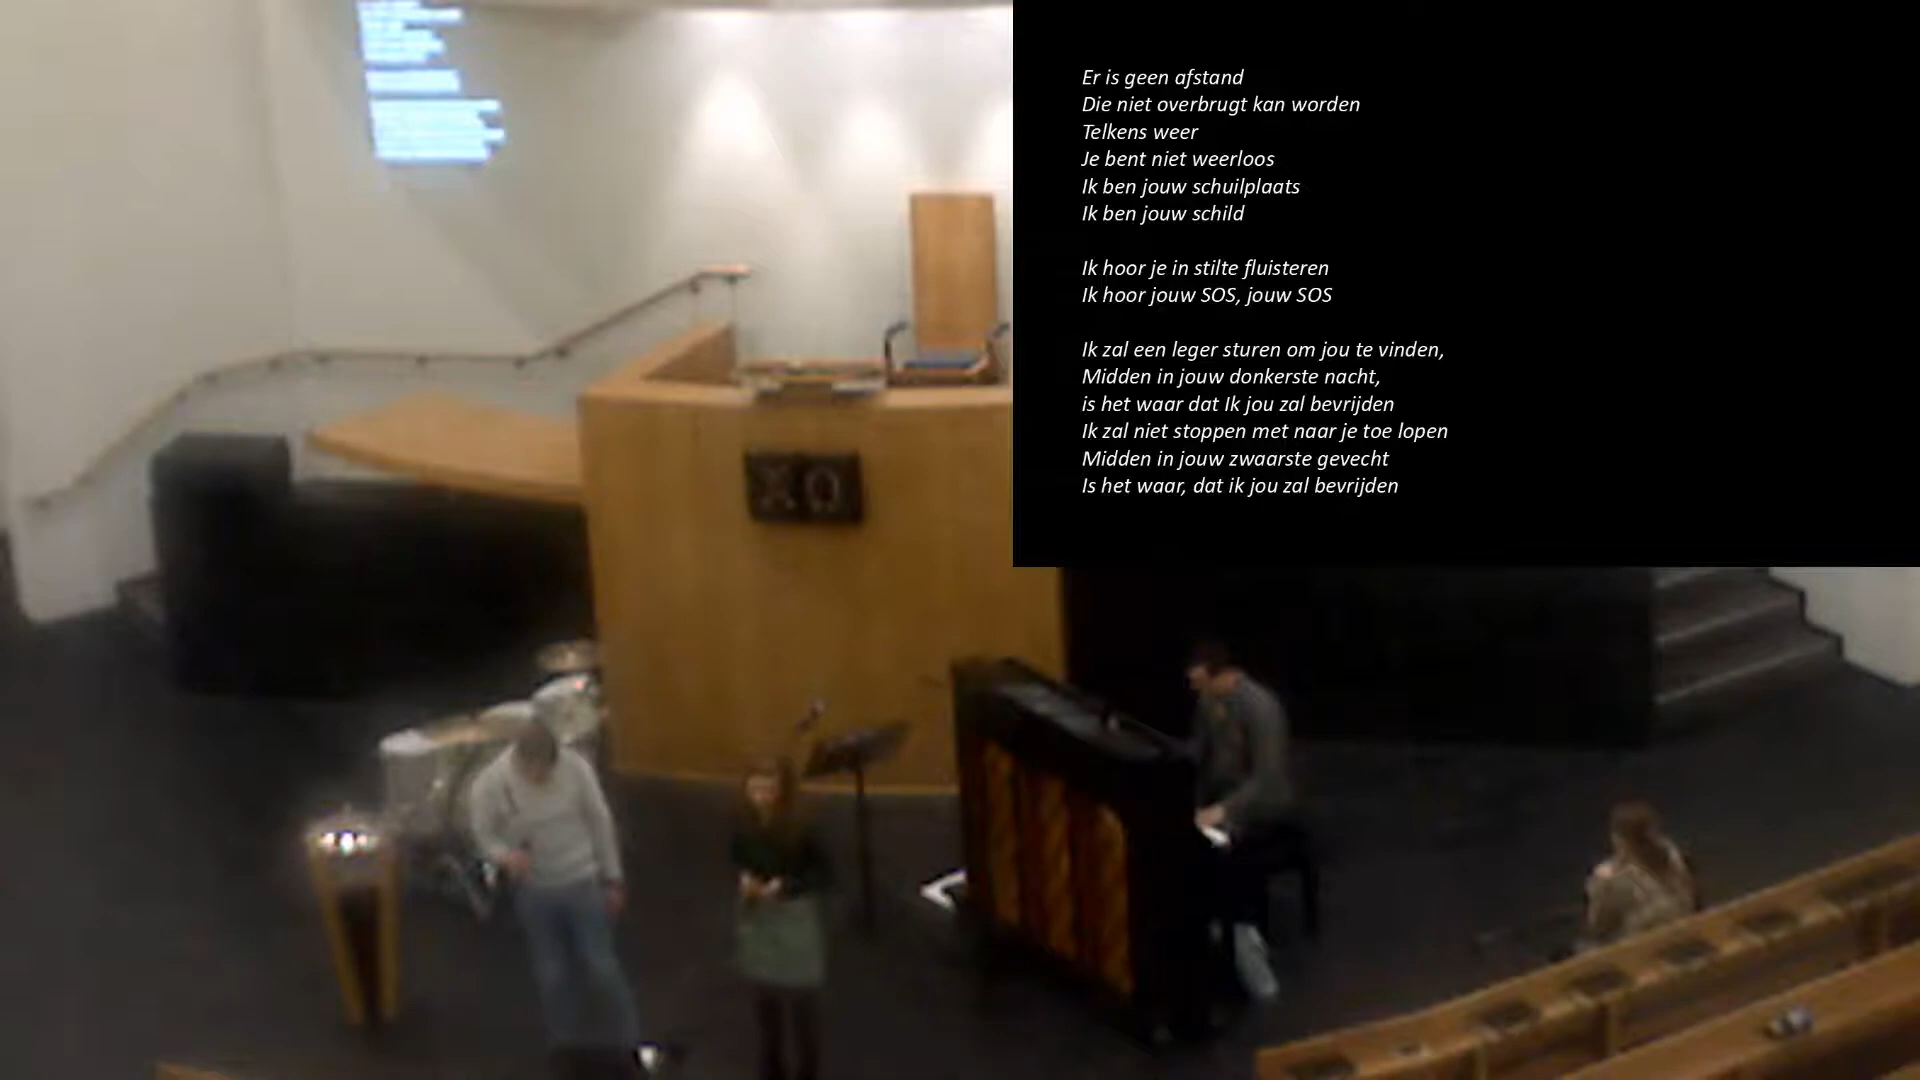 Er is geen afstand
Die niet overbrugt kan worden
Telkens weer
Je bent niet weerloos
Ik ben jouw schuilplaats
Ik ben jouw schild
Ik hoor je in stilte fluisteren
Ik hoor jouw SOS, jouw SOS
Ik zal een leger sturen om jou te vinden,
Midden in jouw donkerste nacht,
is het waar dat Ik jou zal bevrijden
Ik zal niet stoppen met naar je toe lopen
Midden in jouw zwaarste gevecht
Is het waar, dat ik jou zal bevrijden